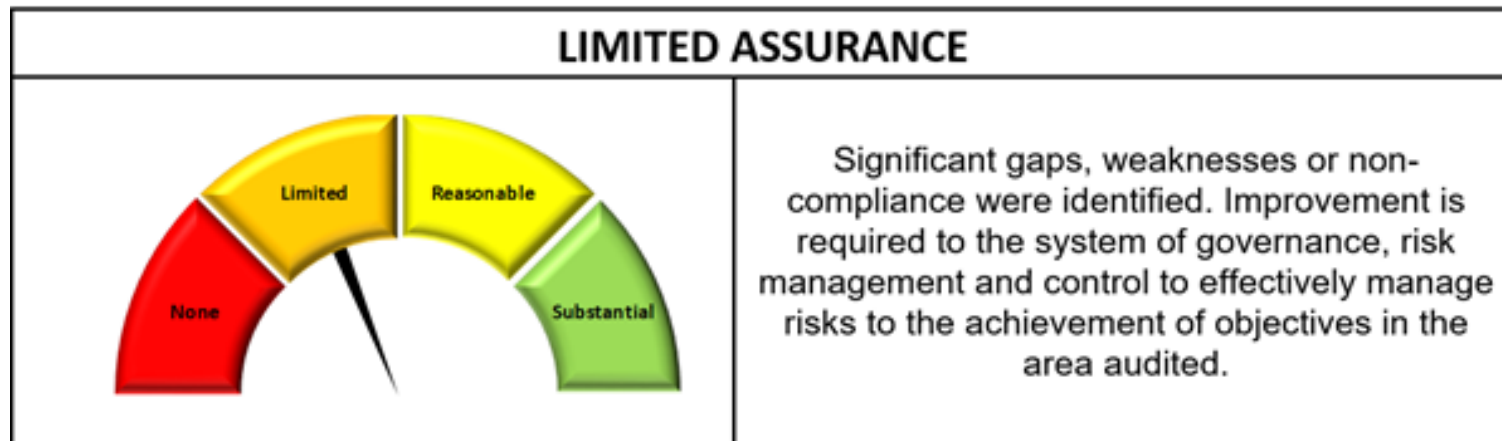 LIMITED ASSURANCE
Limited
Reasonable
None
Substantial
Significant gaps, weaknesses or non-
compliance were identified. Improvement is
required to the system of governance, risk
management and control to effectively manage
risks to the achievement of objectives in the
area audited.